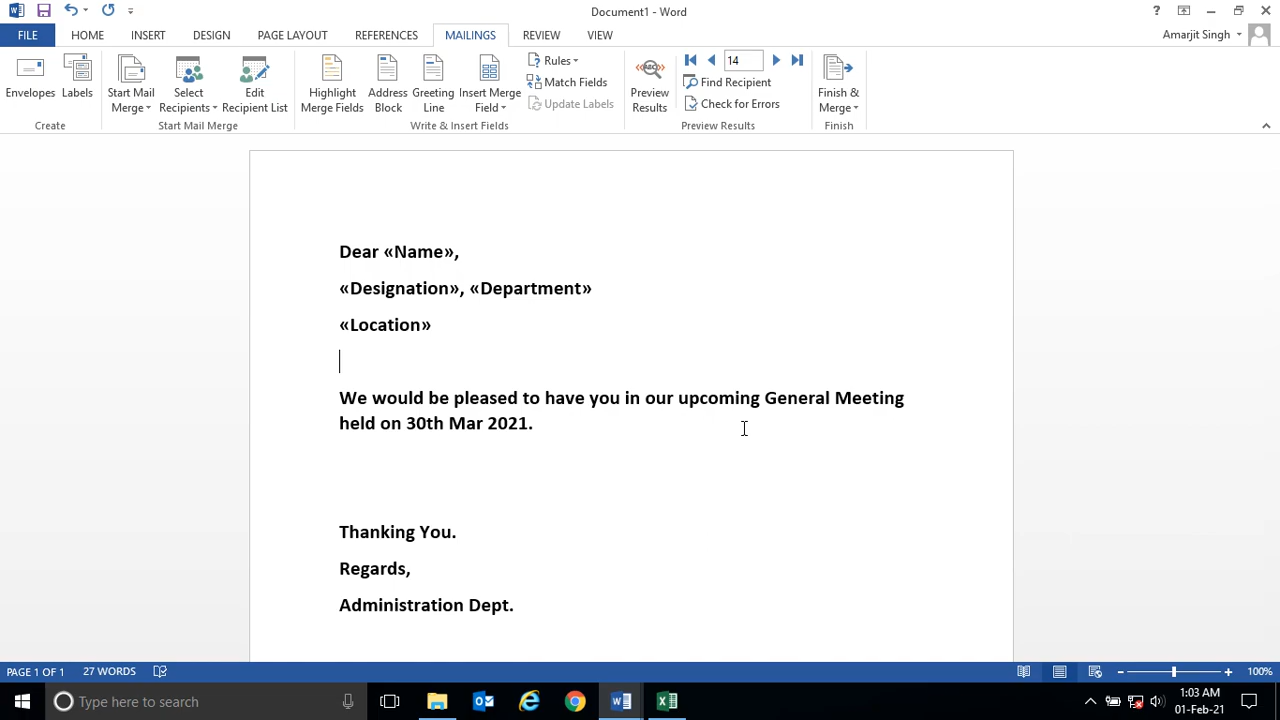 Document1 - Word
FILE HOME INSERT DESIGN PAGE LAYOUT REFERENCES MAILINGS REVIEW VIEW Amarjit Singh
Envelopes Labels Start Mail Merge Select Recipients Edit Recipient List Highlight Merge Fields Address Block Greeting Line Insert Merge Field Rules Match Fields Update Labels Preview Results 14 Find Recipient Check for Errors Finish & Merge
Create Start Mail Merge Write & Insert Fields Preview Results Finish
Dear «Name»,
«Designation», «Department»
«Location»
We would be pleased to have you in our upcoming General Meeting
held on 30th Mar 2021.
Thanking You.
Regards,
Administration Dept.
PAGE 1 OF 1 27 WORDS 100%
Type here to search 1:03 AM
01-Feb-21